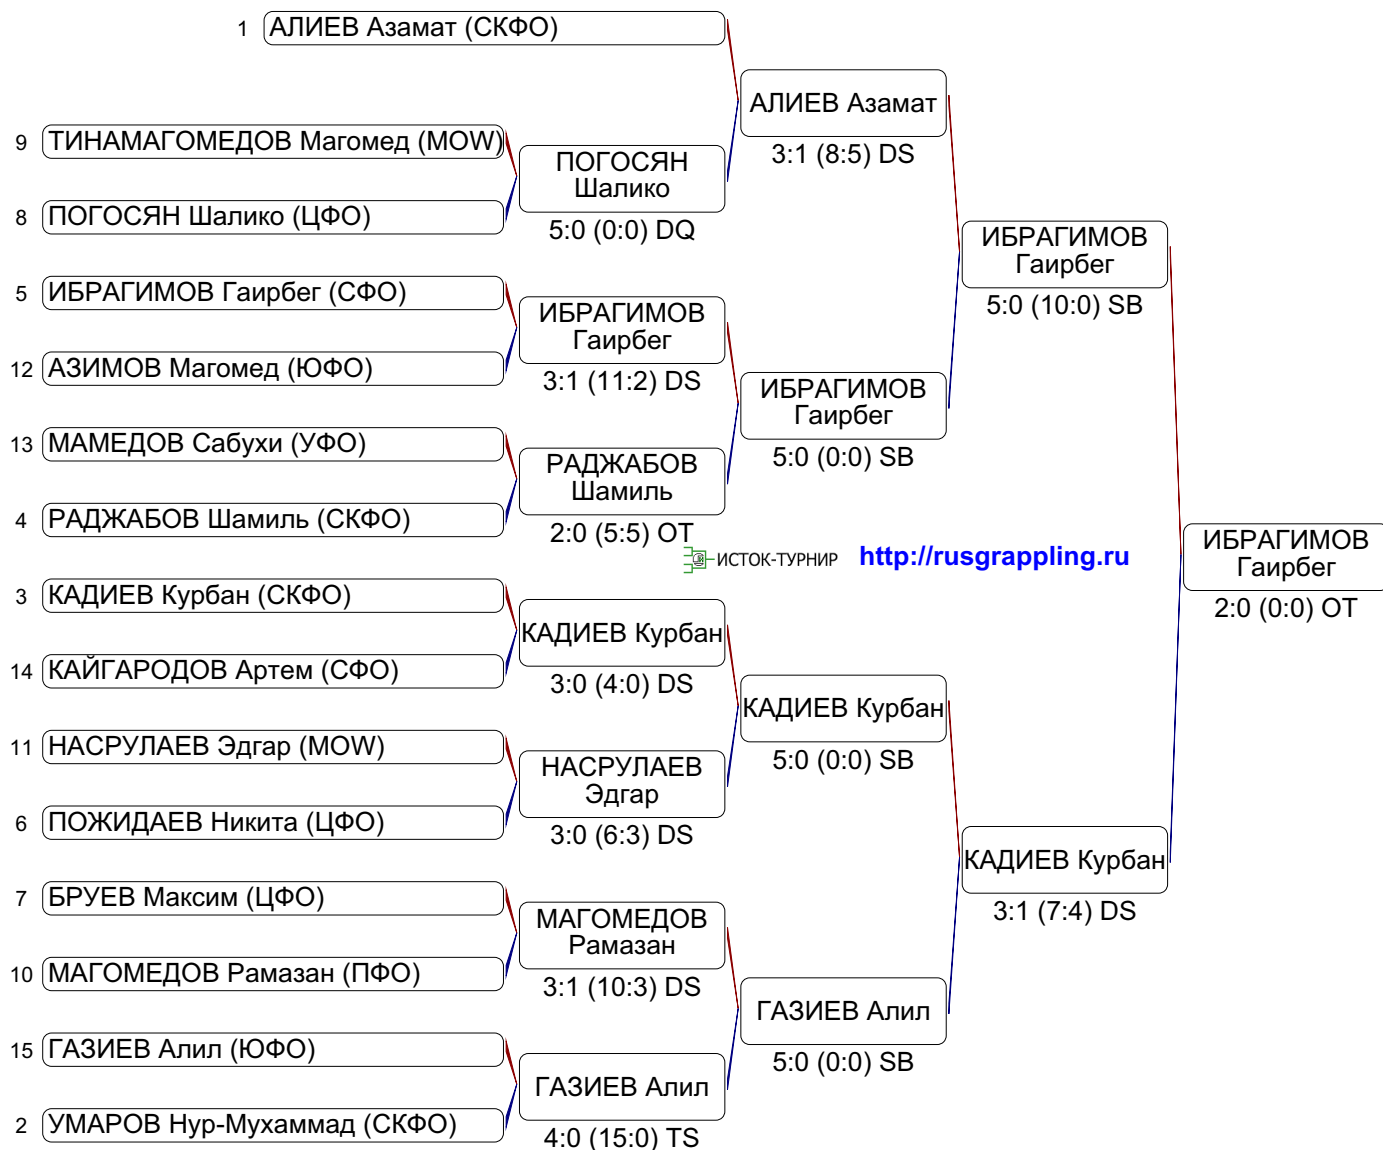 1 АЛИЕВ Азамат (СКФО)
АЛИЕВ Азамат
3:1 (8:5) DS
9 ТИНАМАГОМЕДОВ Магомед (MOW)
ПОГОСЯН
Шалико
5:0 (0:0) DQ
8 ПОГОСЯН Шалико (ЦФО)
ИБРАГИМОВ
Гаирбег
5:0 (10:0) SB
5 ИБРАГИМОВ Гаирбег (СФО)
ИБРАГИМОВ
Гаирбег
3:1 (11:2) DS
12 АЗИМОВ Магомед (ЮФО)
ИБРАГИМОВ
Гаирбег
5:0 (0:0) SB
13 МАМЕДОВ Сабухи (УФО)
РАДЖАБОВ
Шамиль
2:0 (5:5) OT
4 РАДЖАБОВ Шамиль (СКФО)
ИСТОК-ТУРНИР http://rusgrappling.ru
ИБРАГИМОВ
Гаирбег
2:0 (0:0) OT
3 КАДИЕВ Курбан (СКФО)
КАДИЕВ Курбан
3:0 (4:0) DS
14 КАЙГАРОДОВ Артем (СФО)
КАДИЕВ Курбан
5:0 (0:0) SB
11 НАСРУЛАЕВ Эдгар (MOW)
НАСРУЛАЕВ
Эдгар
3:0 (6:3) DS
6 ПОЖИДАЕВ Никита (ЦФО)
КАДИЕВ Курбан
3:1 (7:4) DS
7 БРУЕВ Максим (ЦФО)
МАГОМЕДОВ
Рамазан
3:1 (10:3) DS
10 МАГОМЕДОВ Рамазан (ПФО)
ГАЗИЕВ Алил
5:0 (0:0) SB
15 ГАЗИЕВ Алил (ЮФО)
ГАЗИЕВ Алил
4:0 (15:0) TS
2 УМАРОВ Нур-Мухаммад (СКФО)